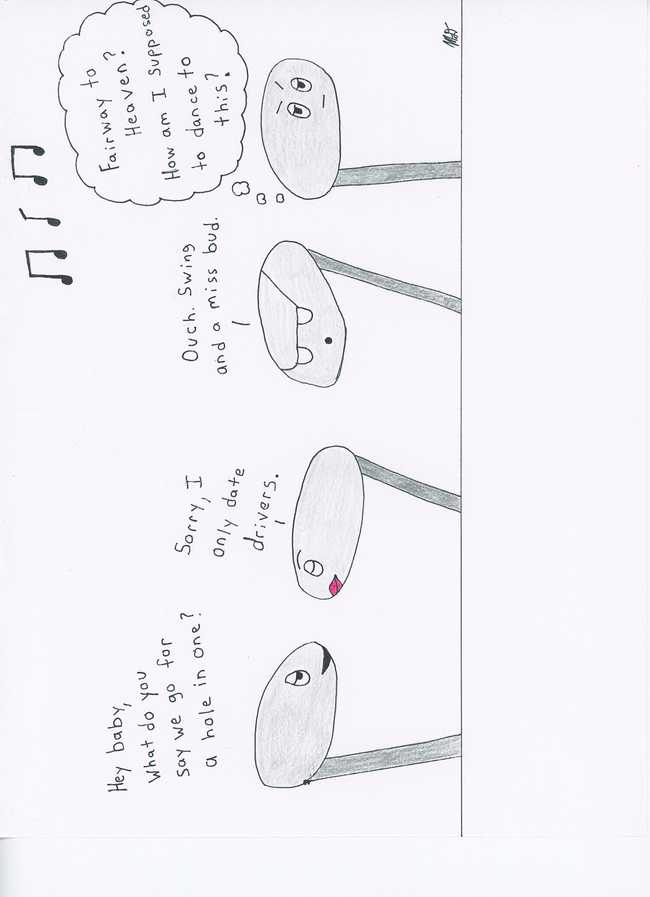 Hey baby,
What do you
say we go for
a hole in one?
Sorry, I
only date
drivers.
Ouch. Swing
and a miss bud.
Fairway to
Heaven?
How am I supposed
to dance to
this?